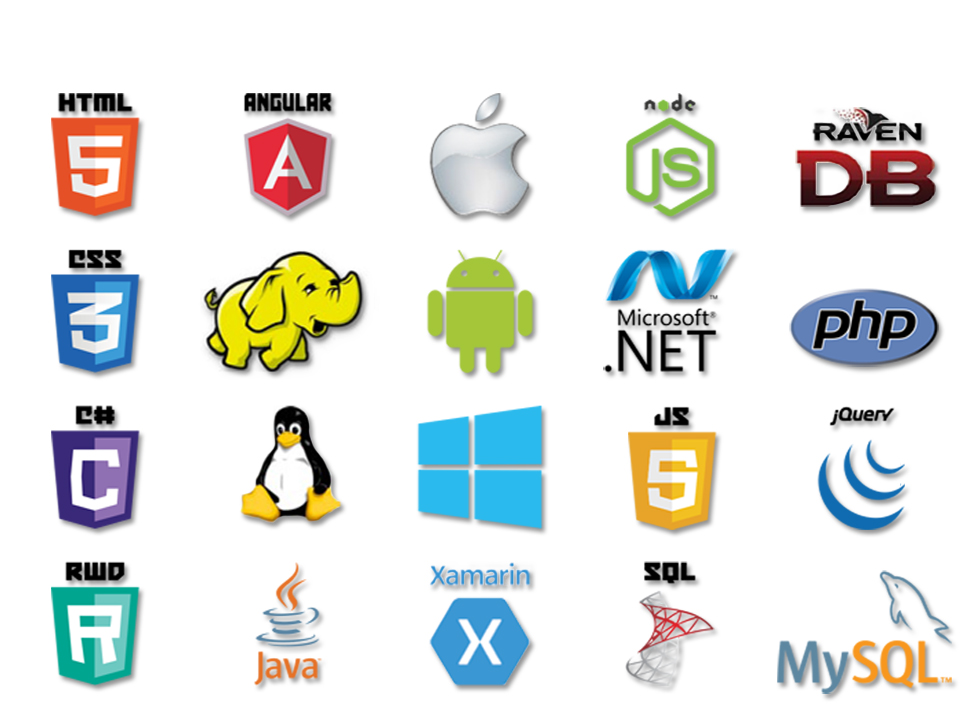 HTML
5
ANGULAR
A
node
JS
RAVEN
DB
CSS
3
Microsoft®
.NET
™
php
C#
C
JS
5
jQuery
RWD
R
Java
Xamarin
X
SQL
MySQL™